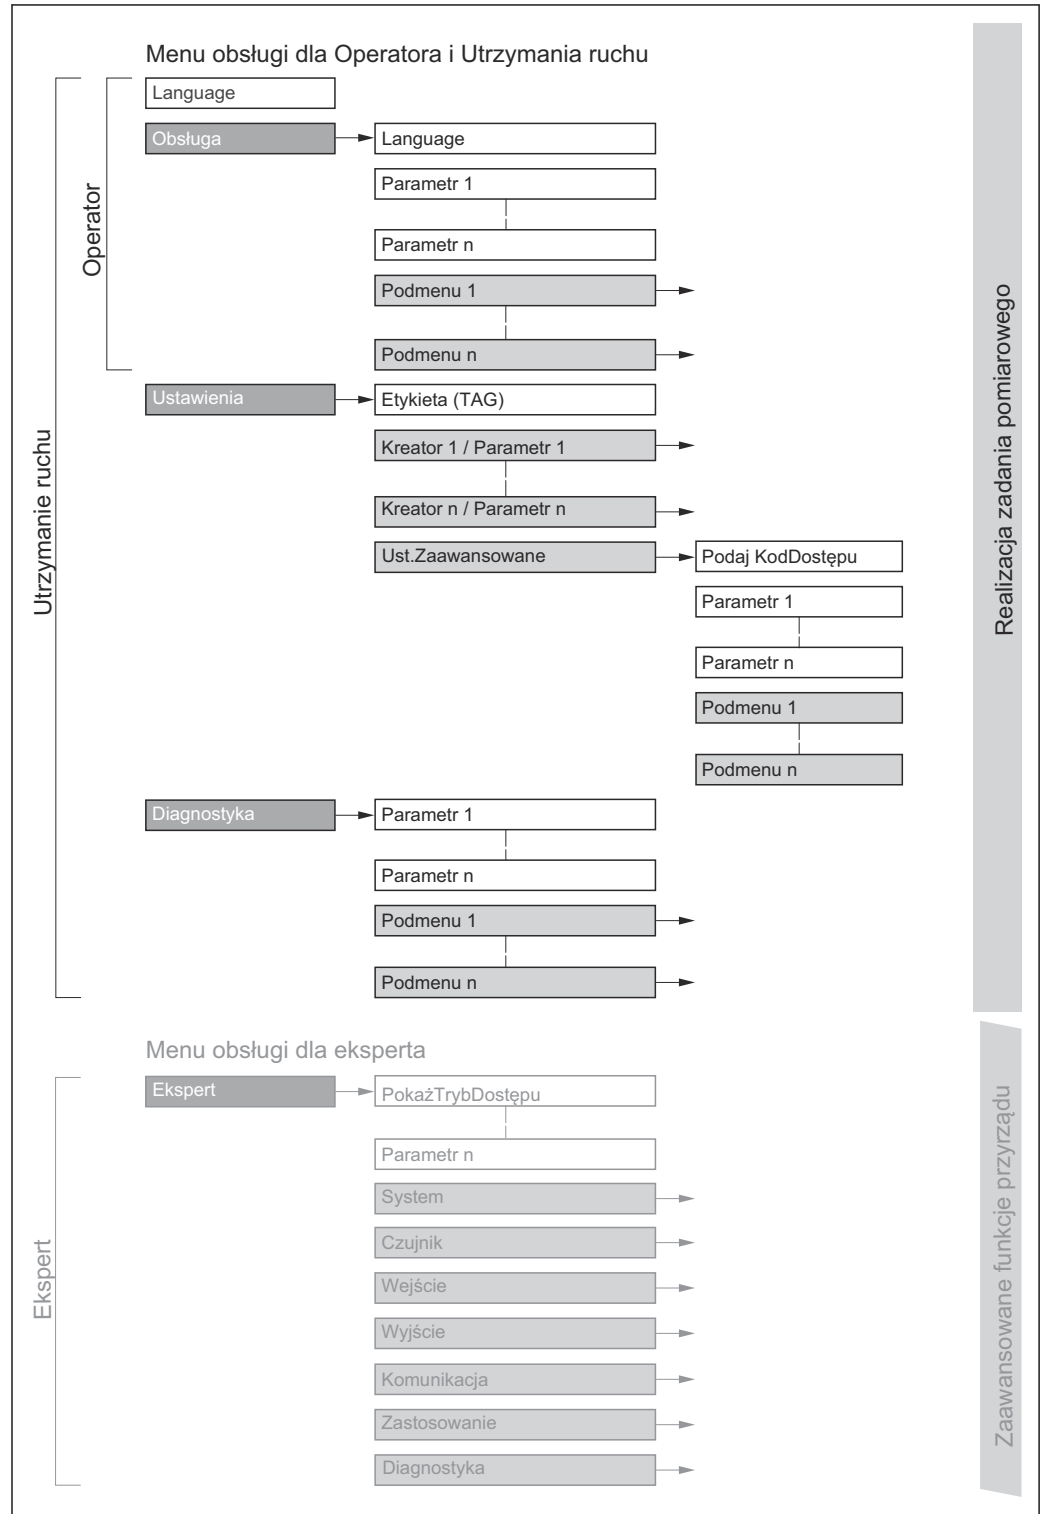 Menu obsługi dla Operatora i Utrzymania ruchu
Language
Obsługa
Language
Parametr 1
Parametr n
Podmenu 1
Podmenu n
Operator
Ustawienia
Etykieta (TAG)
Kreator 1 / Parametr 1
Kreator n / Parametr n
Ust.Zaawansowane
Podaj KodDostępu
Parametr 1
Parametr n
Podmenu 1
Podmenu n
Diagnostyka
Parametr 1
Parametr n
Podmenu 1
Podmenu n
Utrzymanie ruchu
Realizacja zadania pomiarowego
Menu obsługi dla eksperta
Ekspert
PokażTrybDostępu
Parametr n
System
Czujnik
Wejście
Wyjście
Komunikacja
Zastosowanie
Diagnostyka
Ekspert
Zaawansowane funkcje przyrządu